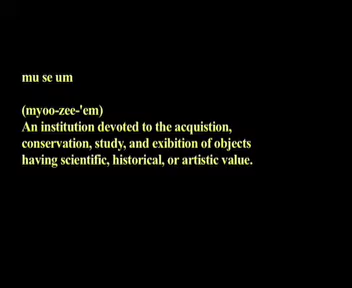 mu se um
(myoo-zee-'em)
An institution devoted to the acquistion,
conservation, study, and exibition of objects
having scientific, historical, or artistic value.